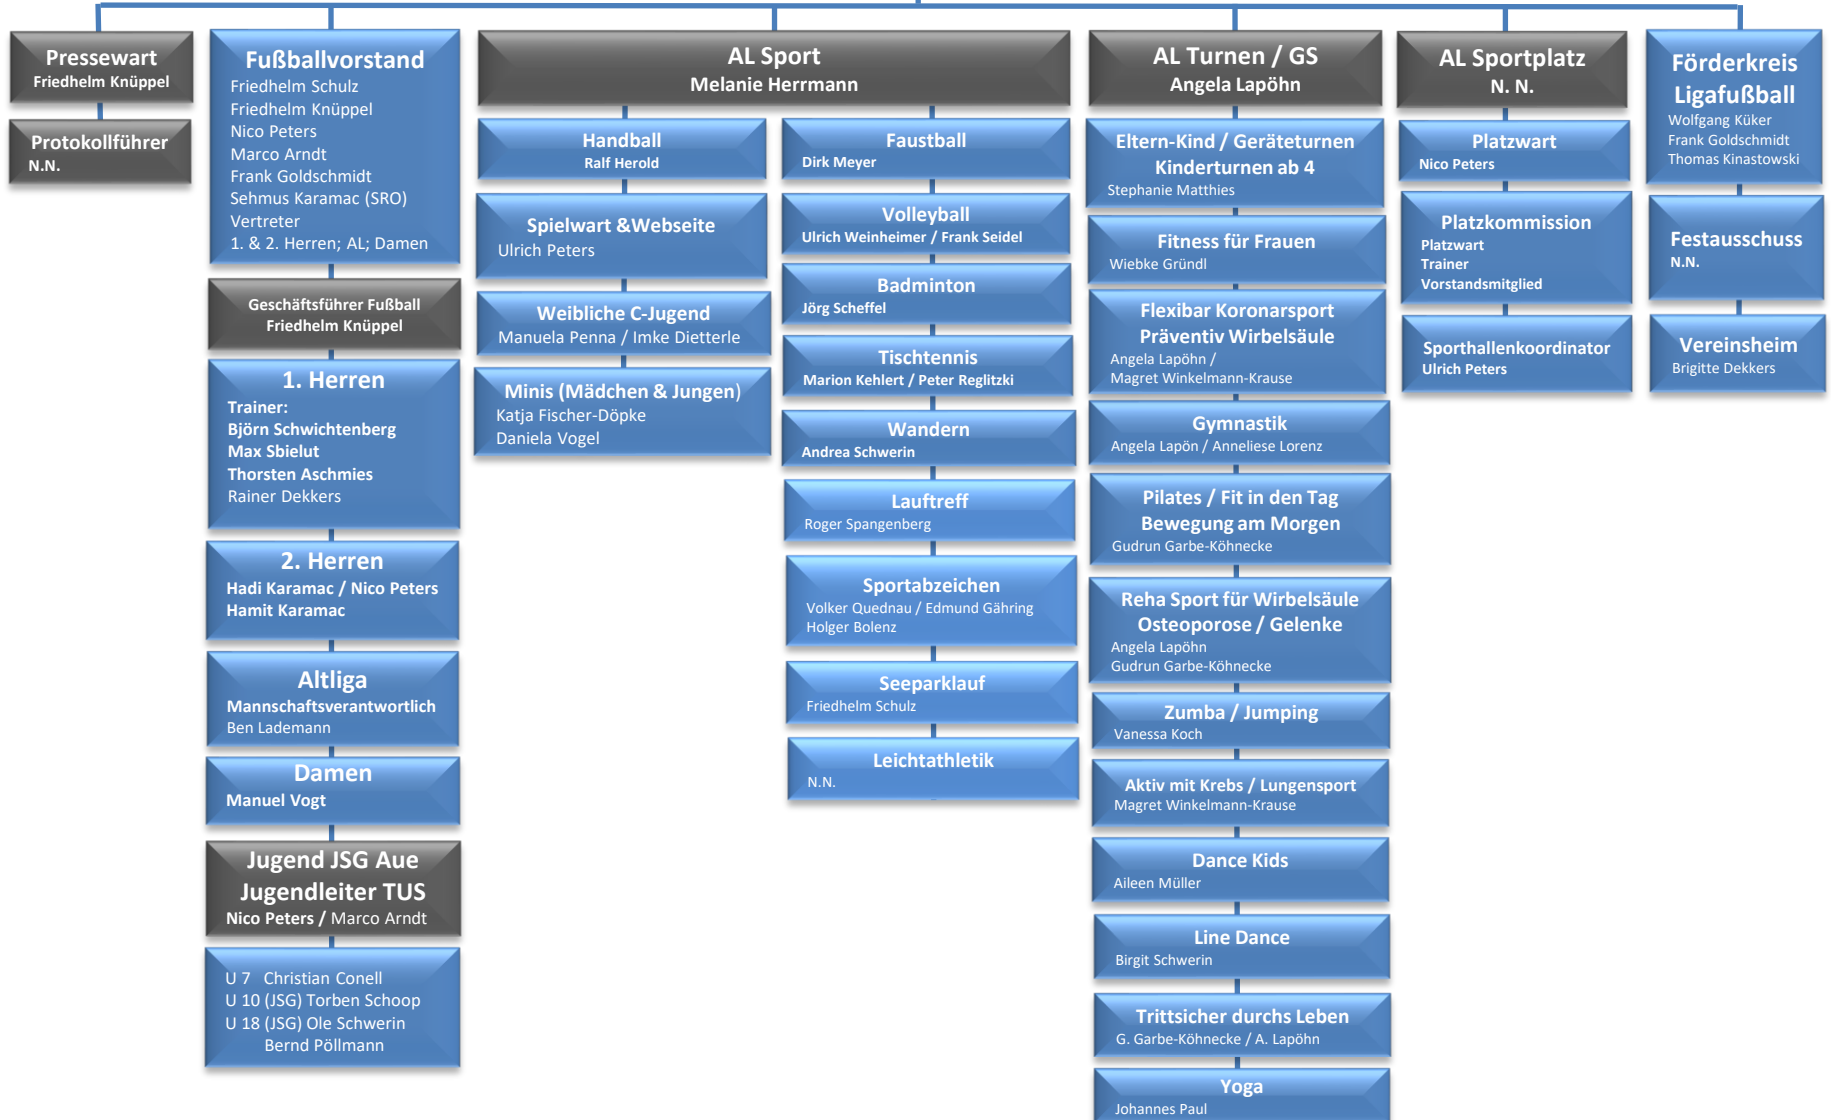 Pressewart
Friedhelm Knüppel
Protokollführer
N.N.
Fußballvorstand
Friedhelm Schulz
Friedhelm Knüppel
Nico Peters
Marco Arndt
Frank Goldschmidt
Sehmus Karamac (SRO)
Vertreter
1. & 2. Herren; AL; Damen
Geschäftsführer Fußball
Friedhelm Knüppel
1. Herren
Trainer:
Björn Schwichtenberg
Max Sbielut
Thorsten Aschmies
Rainer Dekkers
2. Herren
Hadi Karamac / Nico Peters
Hamit Karamac
Altliga
Mannschaftsverantwortlich
Ben Lademann
Damen
Manuel Vogt
Jugend JSG Aue
Jugendleiter TUS
Nico Peters / Marco Arndt
U 7 Christian Conell
U 10 (JSG) Torben Schoop
U 18 (JSG) Ole Schwerin
Bernd Pöllmann
AL Sport
Melanie Herrmann
Handball
Ralf Herold
Spielwart &Webseite
Ulrich Peters
Weibliche C-Jugend
Manuela Penna / Imke Dietterle
Minis (Mädchen & Jungen)
Katja Fischer-Döpke
Daniela Vogel
Faustball
Dirk Meyer
Volleyball
Ulrich Weinheimer / Frank Seidel
Badminton
Jörg Scheffel
Tischtennis
Marion Kehlert / Peter Reglitzki
Wandern
Andrea Schwerin
Lauftreff
Roger Spangenberg
Sportabzeichen
Volker Quednau / Edmund Gähring
Holger Bolenz
Seeparklauf
Friedhelm Schulz
Leichtathletik
N.N.
AL Turnen / GS
Angela Lapöhn
Eltern-Kind / Geräteturnen
Kinderturnen ab 4
Stephanie Matthies
Fitness für Frauen
Wiebke Gründl
Flexibar Koronarsport
Präventiv Wirbelsäule
Angela Lapöhn /
Magret Winkelmann-Krause
Gymnastik
Angela Lapön / Anneliese Lorenz
Pilates / Fit in den Tag
Bewegung am Morgen
Gudrun Garbe-Köhnecke
Reha Sport für Wirbelsäule
Osteoporose / Gelenke
Angela Lapöhn
Gudrun Garbe-Köhnecke
Zumba / Jumping
Vanessa Koch
Aktiv mit Krebs / Lungensport
Magret Winkelmann-Krause
Dance Kids
Aileen Müller
Line Dance
Birgit Schwerin
Trittsicher durchs Leben
G. Garbe-Köhnecke / A. Lapöhn
Yoga
Johannes Paul
AL Sportplatz
N. N.
Platzwart
Nico Peters
Platzkommission
Platzwart
Trainer
Vorstandsmitglied
Sporthallenkoordinator
Ulrich Peters
Förderkreis
Ligafußball
Wolfgang Küker
Frank Goldschmidt
Thomas Kinastowski
Festausschuss
N.N.
Vereinsheim
Brigitte Dekkers